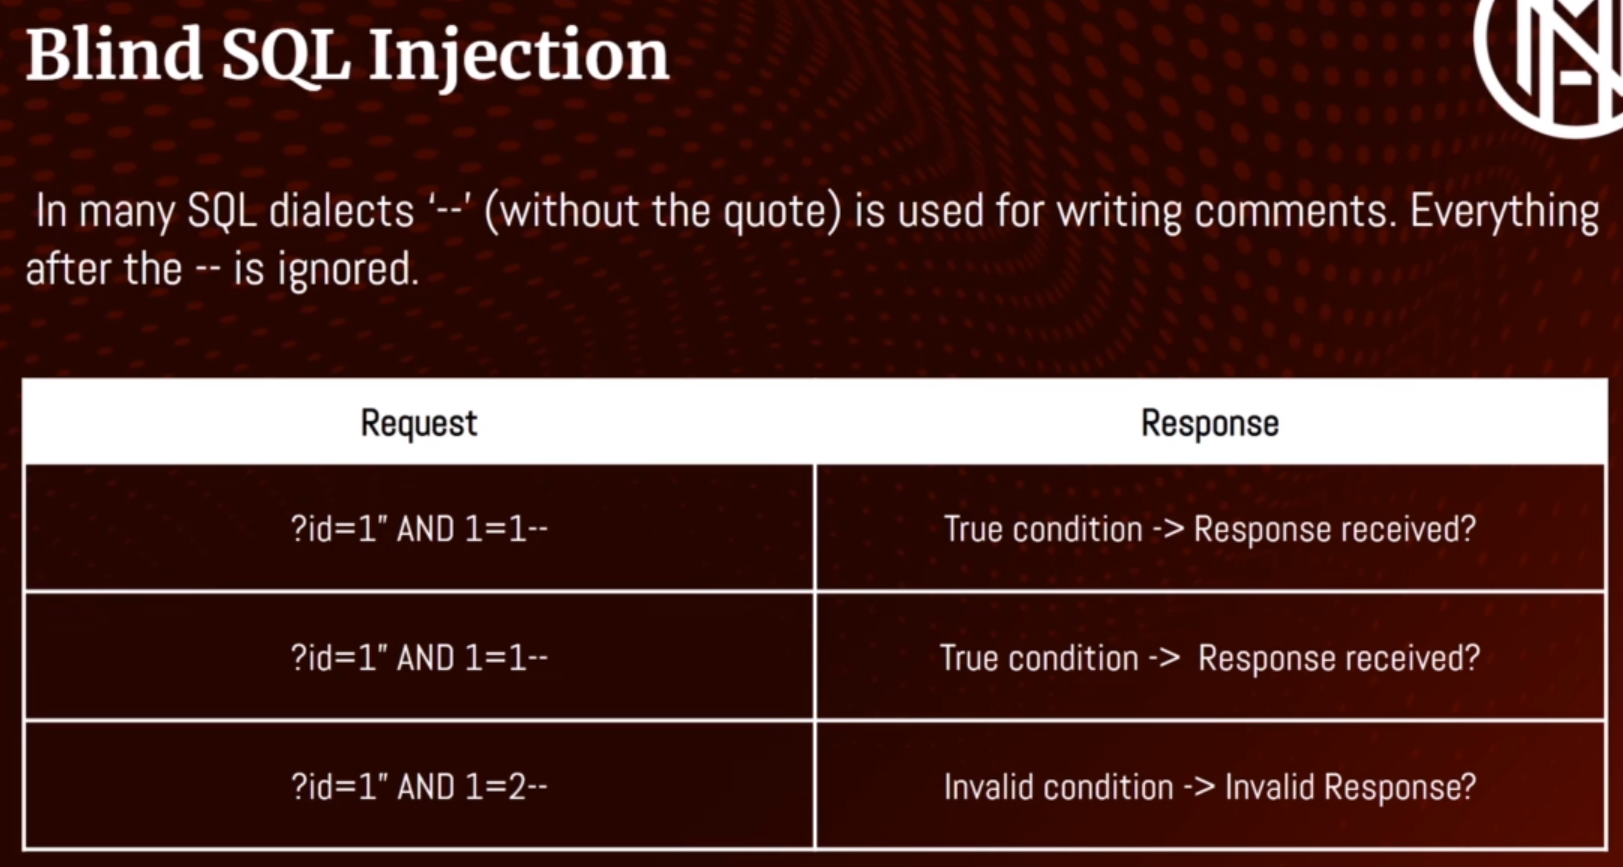 Blind SQL Injection
In many SQL dialects ‘--’ (without the quote) is used for writing comments. Everything
after the -- is ignored.
Request Response
?id=1” AND 1=1-- True condition -> Response received?
?id=1” AND 1=1-- True condition -> Response received?
?id=1” AND 1=2-- Invalid condition -> Invalid Response?